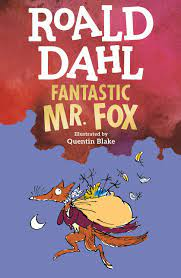 ROALD
DAHL
FANTASTIC
MR. FOX
Illustrated by
Quentin Blake